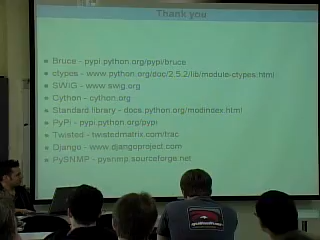 Thank you
Bruce - pypi.python.org/pypi/bruce
ctypes - www.python.org/doc/2.5.2/lib/module-ctypes.html
SWIG - www.swig.org
Cython - cython.org
Standard library - docs.python.org/modindex.html
PyPi - pypi.python.org/pypi
Twisted - twistedmatrix.com/trac
Django - www.djangoproject.com
PySNMP - pysnmp.sourceforge.net